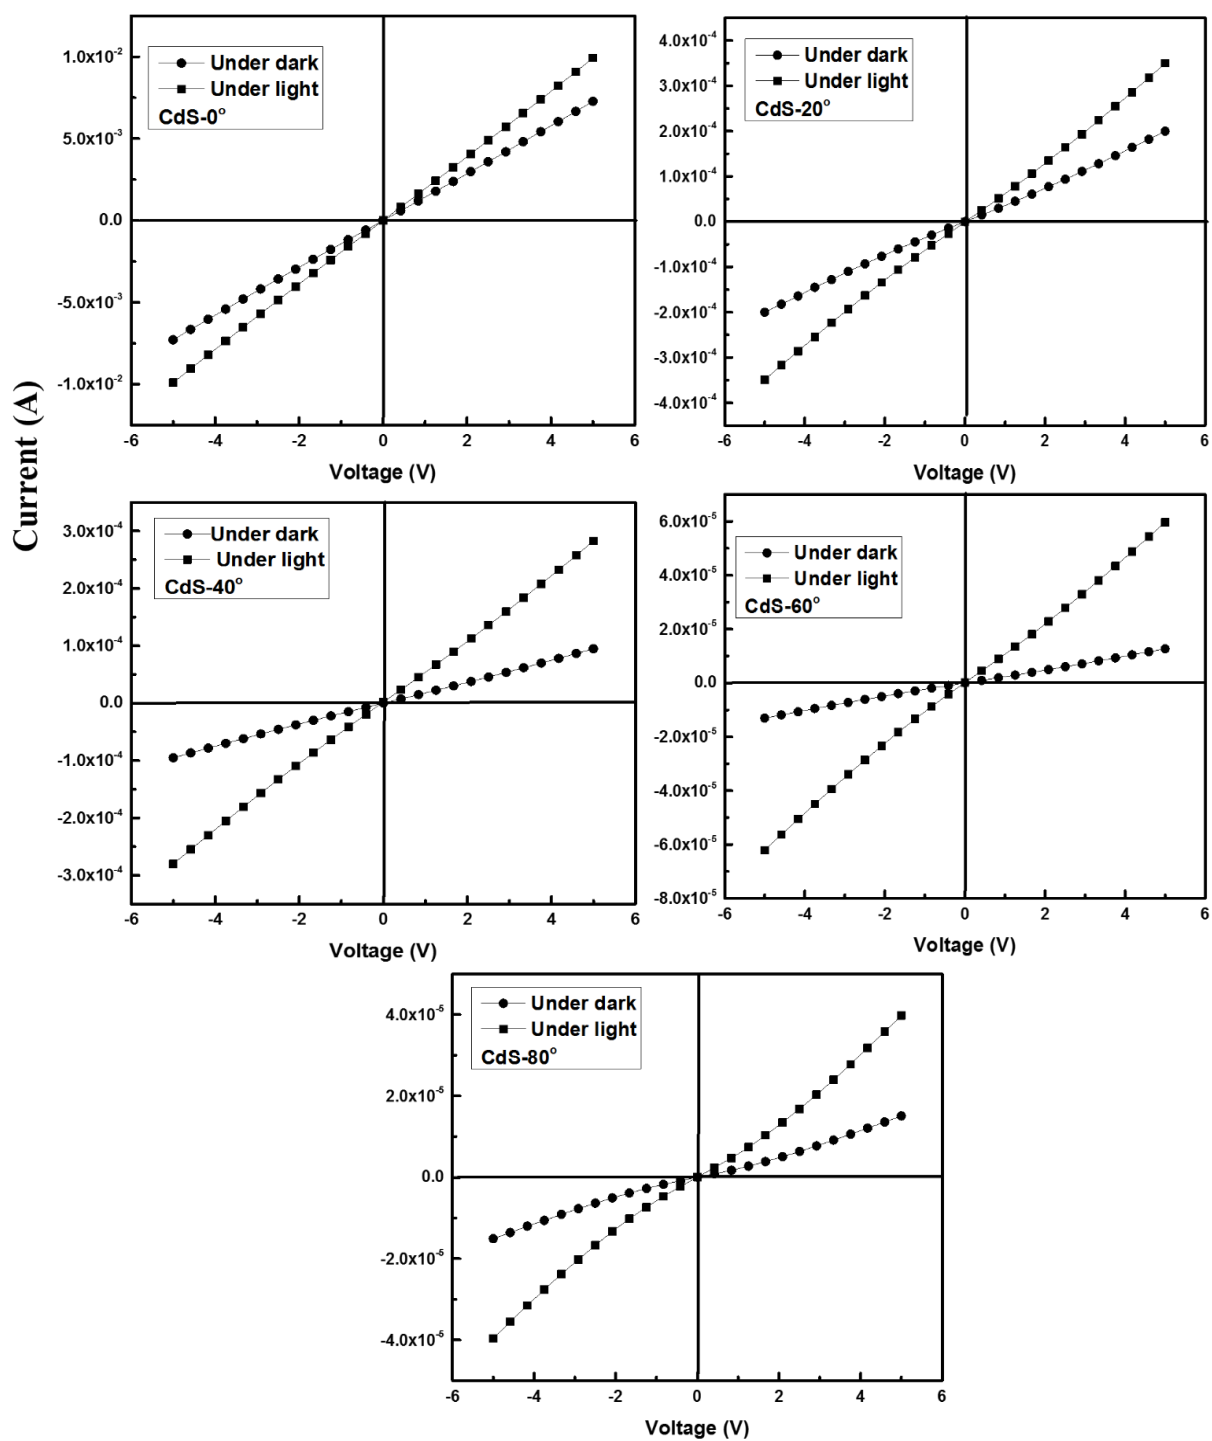 Current (A)
Under dark
Under light
CdS-0°
1.0x10⁻²
5.0x10⁻³
0.0
-5.0x10⁻³
-1.0x10⁻²
-6 -4 -2 0 2 4 6
Voltage (V)
Under dark
Under light
CdS-20°
4.0x10⁻⁴
3.0x10⁻⁴
2.0x10⁻⁴
1.0x10⁻⁴
0.0
-1.0x10⁻⁴
-2.0x10⁻⁴
-3.0x10⁻⁴
-4.0x10⁻⁴
-6 -4 -2 0 2 4 6
Voltage (V)
Under dark
Under light
CdS-40°
3.0x10⁻⁴
2.0x10⁻⁴
1.0x10⁻⁴
0.0
-1.0x10⁻⁴
-2.0x10⁻⁴
-3.0x10⁻⁴
-6 -4 -2 0 2 4 6
Voltage (V)
Under dark
Under light
CdS-60°
6.0x10⁻⁵
4.0x10⁻⁵
2.0x10⁻⁵
0.0
-2.0x10⁻⁵
-4.0x10⁻⁵
-6.0x10⁻⁵
-8.0x10⁻⁵
-6 -4 -2 0 2 4 6
Voltage (V)
Under dark
Under light
CdS-80°
4.0x10⁻⁵
2.0x10⁻⁵
0.0
-2.0x10⁻⁵
-4.0x10⁻⁵
-6 -4 -2 0 2 4 6
Voltage (V)